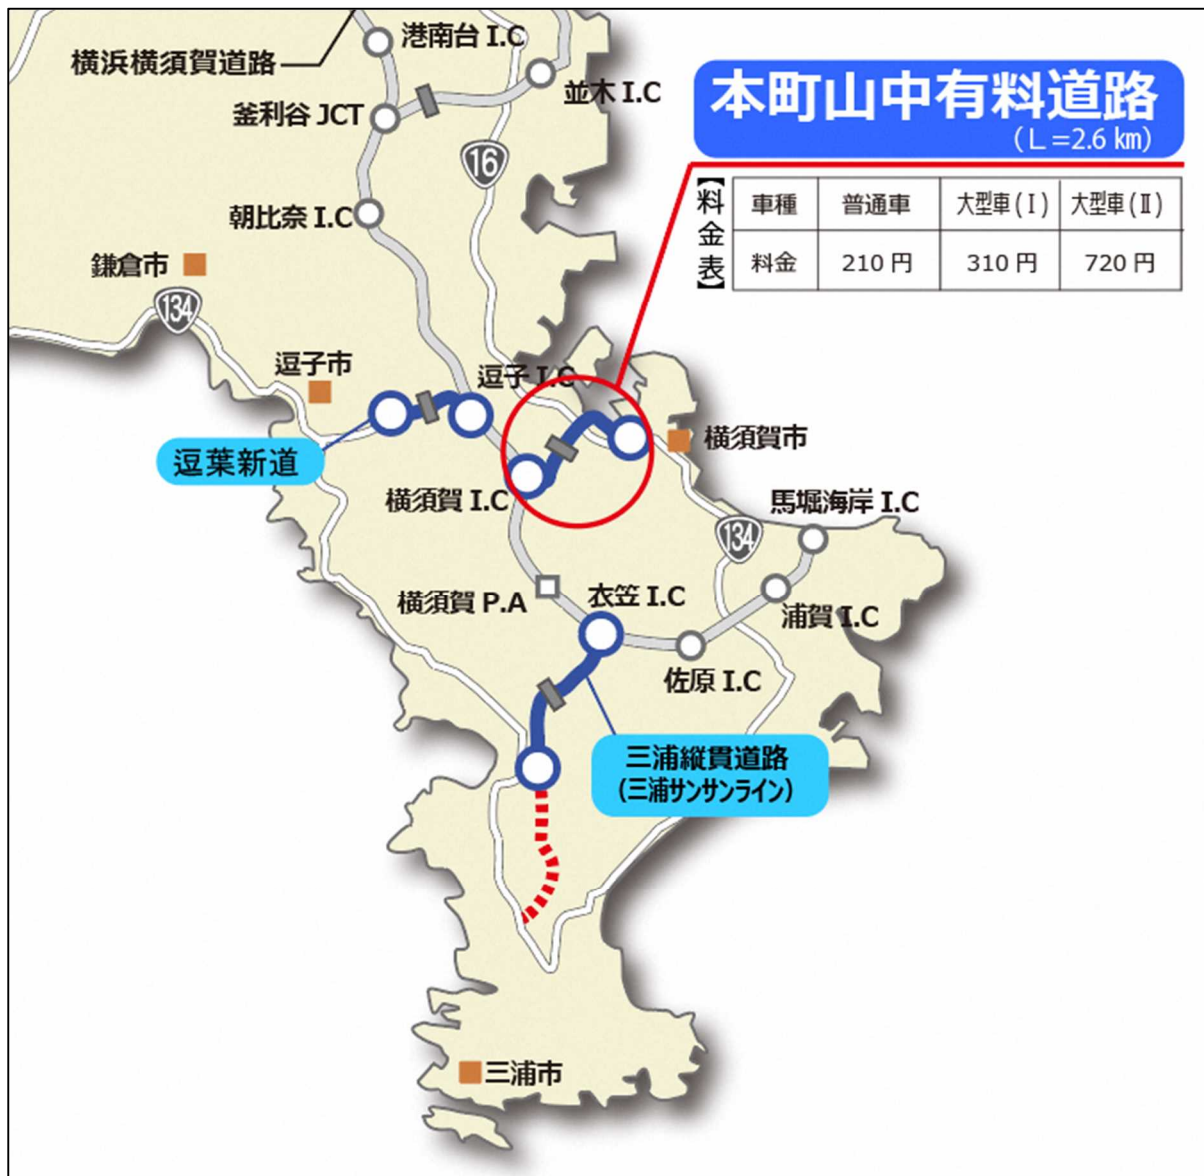 港南台 I.C
横浜横須賀道路
並木 I.C
釜利谷 JCT
16
朝比奈 I.C
鎌倉市
134
逗子市
逗子 I.C
逗葉新道
横須賀 I.C
横須賀市
馬堀海岸 I.C
134
横須賀 P.A
衣笠 I.C
浦賀 I.C
佐原 I.C
三浦縦貫道路
(三浦サンサンライン)
三浦市
本町山中有料道路
(L=2.6 km)
【料金表】
車種 普通車 大型車(Ⅰ) 大型車(Ⅱ)
料金 210 円 310 円 720 円